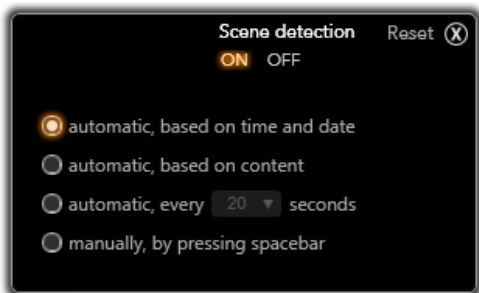 Scene detection Reset X
ON OFF
automatic, based on time and date
automatic, based on content
automatic, every 20 seconds
manually, by pressing spacebar